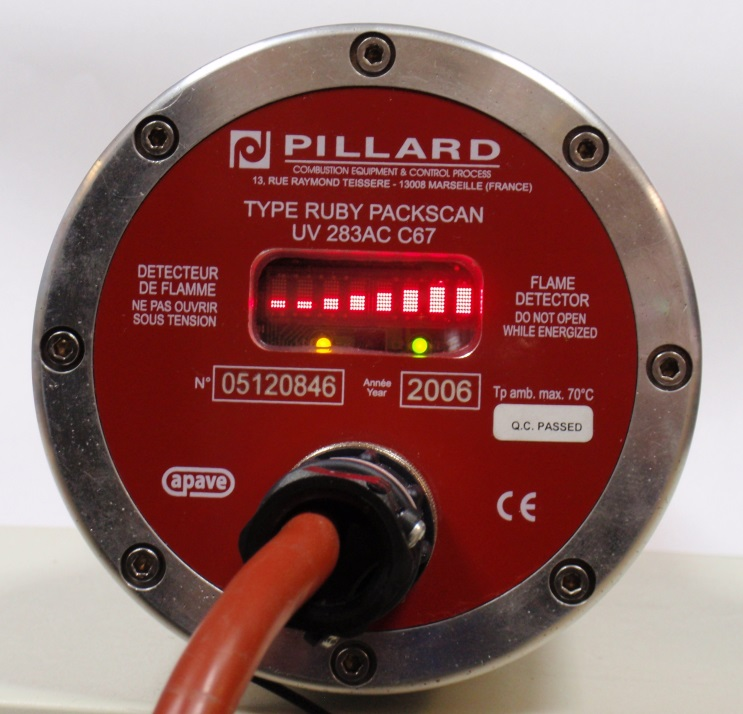 PILLARD
COMBUSTION EQUIPMENT & CONTROL PROCESS
13, RUE RAYMOND TEISSERE - 13008 MARSEILLE (FRANCE)
TYPE RUBY PACKSCAN
UV 283AC C67
DETECTEUR
DE FLAMME
NE PAS OUVRIR
SOUS TENSION
FLAME
DETECTOR
DO NOT OPEN
WHILE ENERGIZED
N° 05120846
Année
Year
2006
Tp amb. max. 70°C
Q.C. PASSED
apave
CE